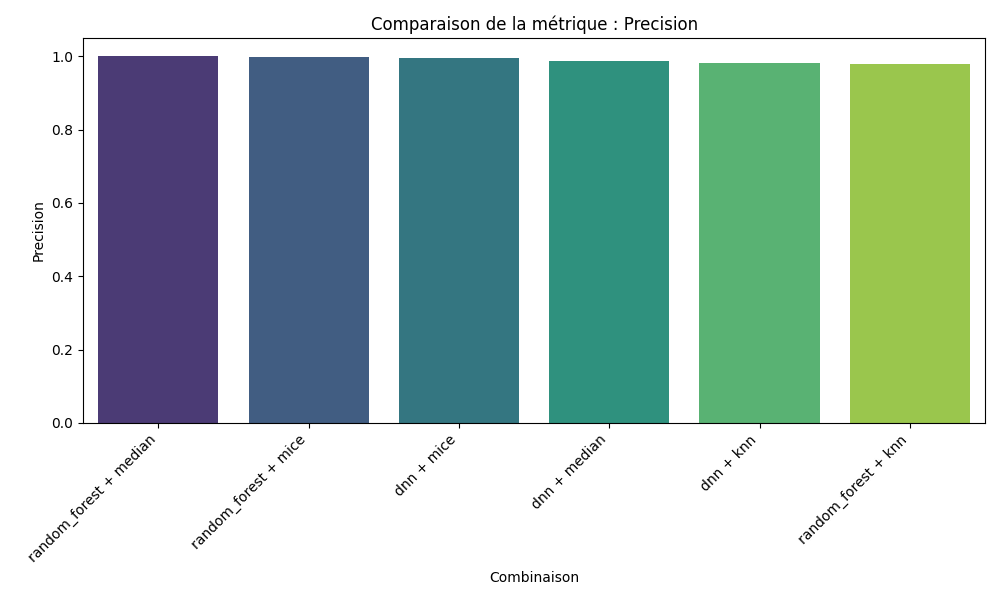 Comparaison de la métrique : Precision
Precision
1.0
0.8
0.6
0.4
0.2
0.0
random_forest + median
random_forest + mice
dnn + mice
dnn + median
dnn + knn
random_forest + knn
Combinaison